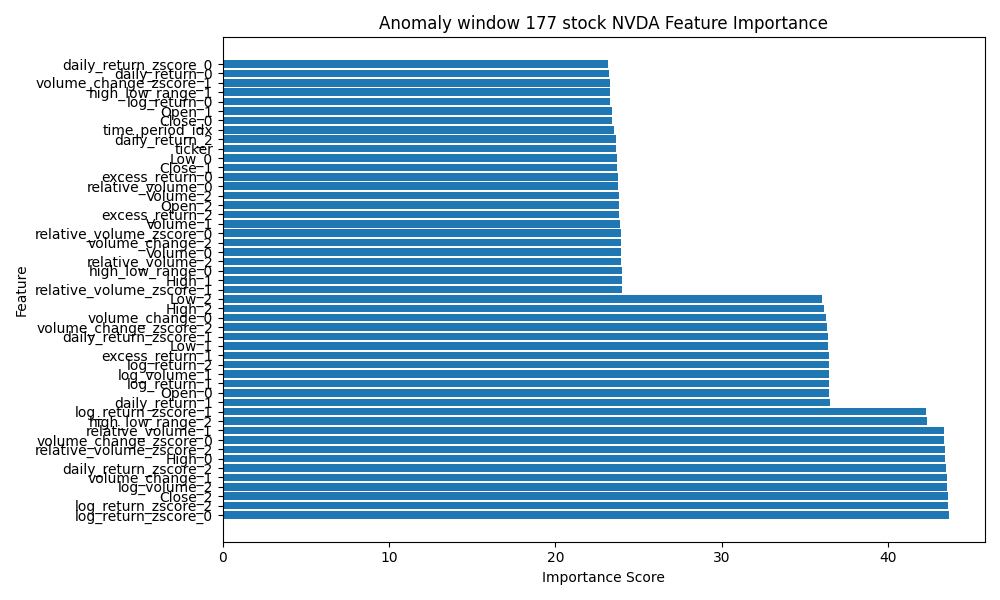 Anomaly window 177 stock NVDA Feature Importance
daily_return_zscore_0
daily_return_0
volume_change_zscore_1
high_low_range_1
log_return_0
Open_1
Close_0
time_period_idx
daily_return_2
ticker
Low_0
Close_1
excess_return_0
relative_volume_0
Volume_2
Open_2
excess_return_2
Volume_1
relative_volume_zscore_0
volume_change_2
Volume_0
relative_volume_2
high_low_range_0
High_1
relative_volume_zscore_1
Low_2
High_2
volume_change_0
volume_change_zscore_2
daily_return_zscore_1
Low_1
excess_return_1
log_return_2
log_volume_1
log_return_1
Open_0
daily_return_1
log_return_zscore_1
high_low_range_2
relative_volume_1
volume_change_zscore_0
relative_volume_zscore_2
High_0
daily_return_zscore_2
volume_change_1
log_volume_2
Close_2
log_return_zscore_2
log_return_zscore_0
Feature
0 10 20 30 40
Importance Score